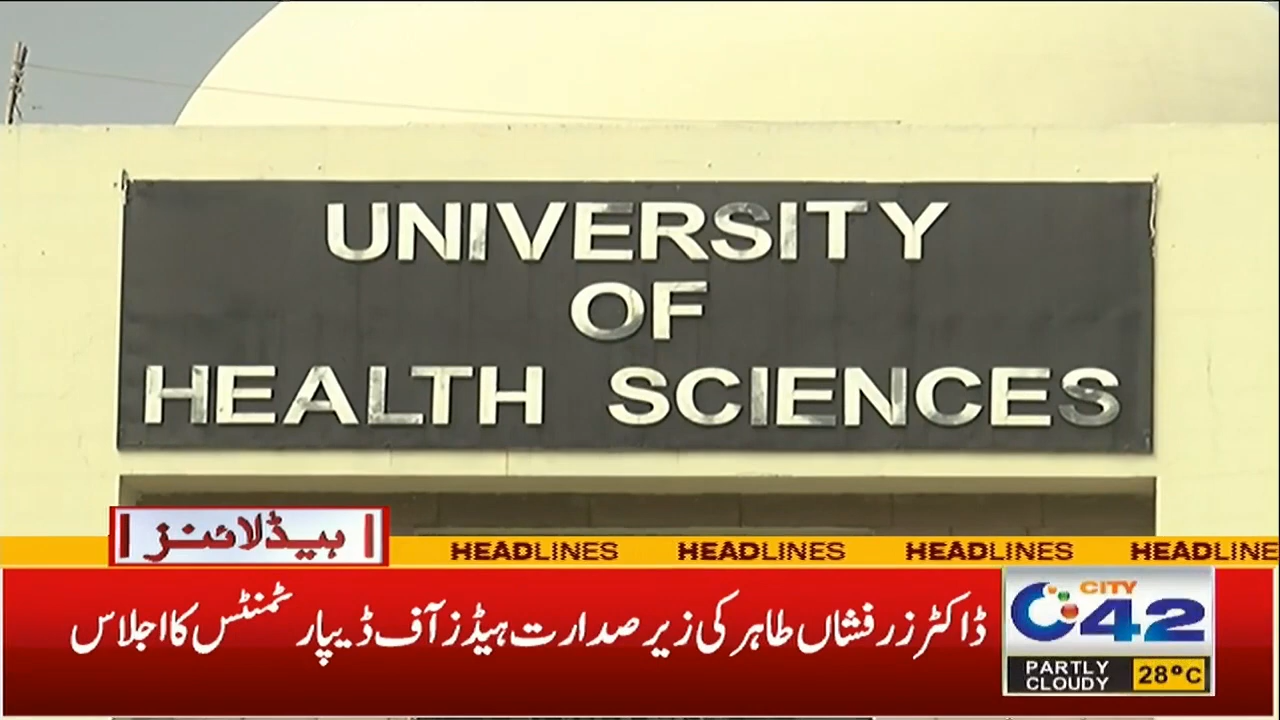 UNIVERSITY
OF
HEALTH SCIENCES
ہیڈلائنز
HEADLINES HEADLINES HEADLINES HEADLINE
ڈاکٹر زرفشاں طاہر کی زیر صدارت ہیڈز آف ڈیپارٹمنٹس کا اجلاس
CITY
42
PARTLY
CLOUDY
28°C